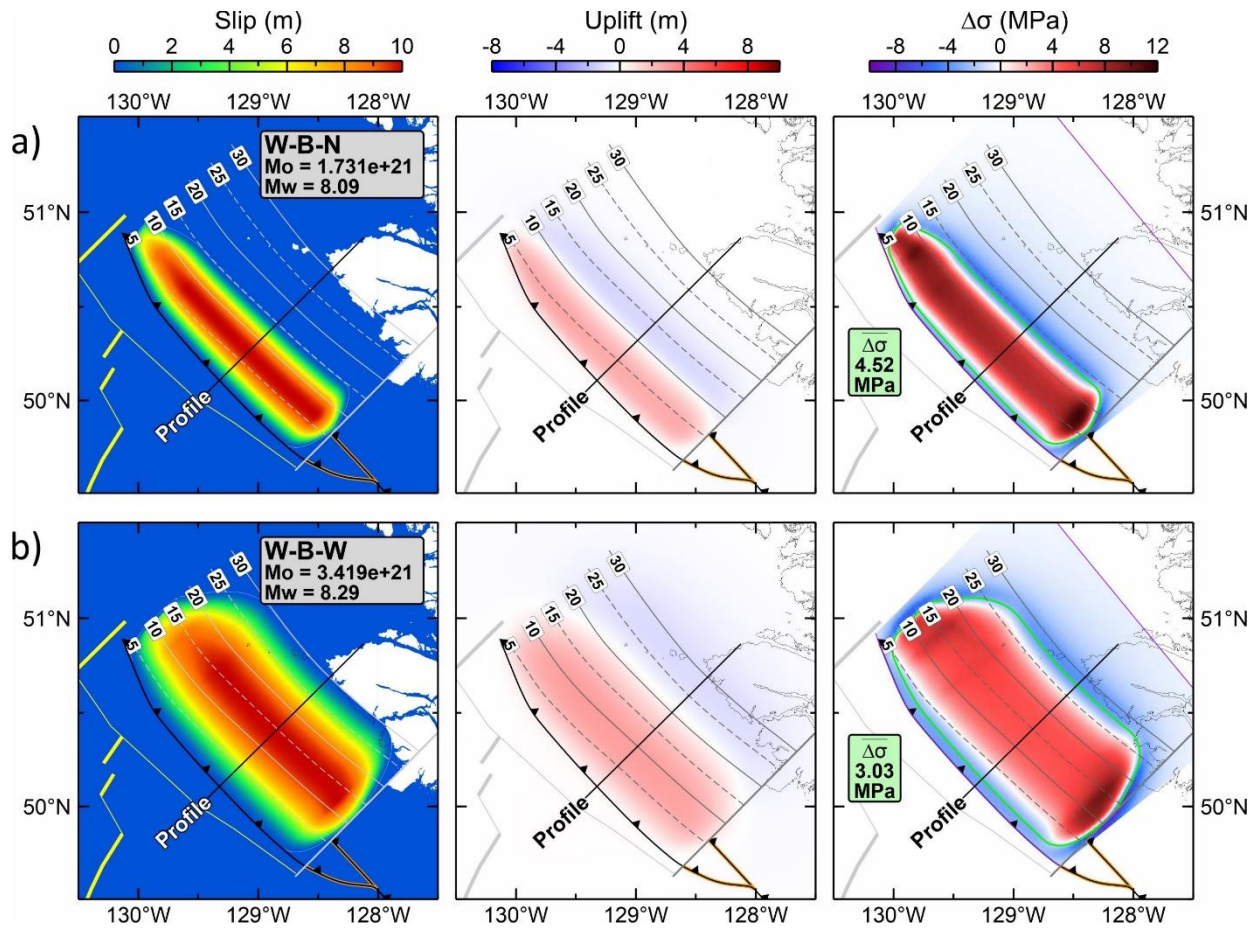 Slip (m)
0 2 4 6 8 10
Uplift (m)
-8 -4 0 4 8
Δσ (MPa)
-8 -4 0 4 8 12
130°W 129°W 128°W
130°W 129°W 128°W
130°W 129°W 128°W
a)
W-B-N
Mo = 1.731e+21
Mw = 8.09
51°N
50°N
5 10 15 20 25 30
Profile
5 10 15 20 25 30
Profile
5 10 15 20 25 30
Profile
Δσ
4.52
MPa
51°N
50°N
b)
W-B-W
Mo = 3.419e+21
Mw = 8.29
51°N
50°N
5 10 15 20 25 30
Profile
5 10 15 20 25 30
Profile
5 10 15 20 25 30
Profile
Δσ
3.03
MPa
51°N
50°N
130°W 129°W 128°W
130°W 129°W 128°W
130°W 129°W 128°W